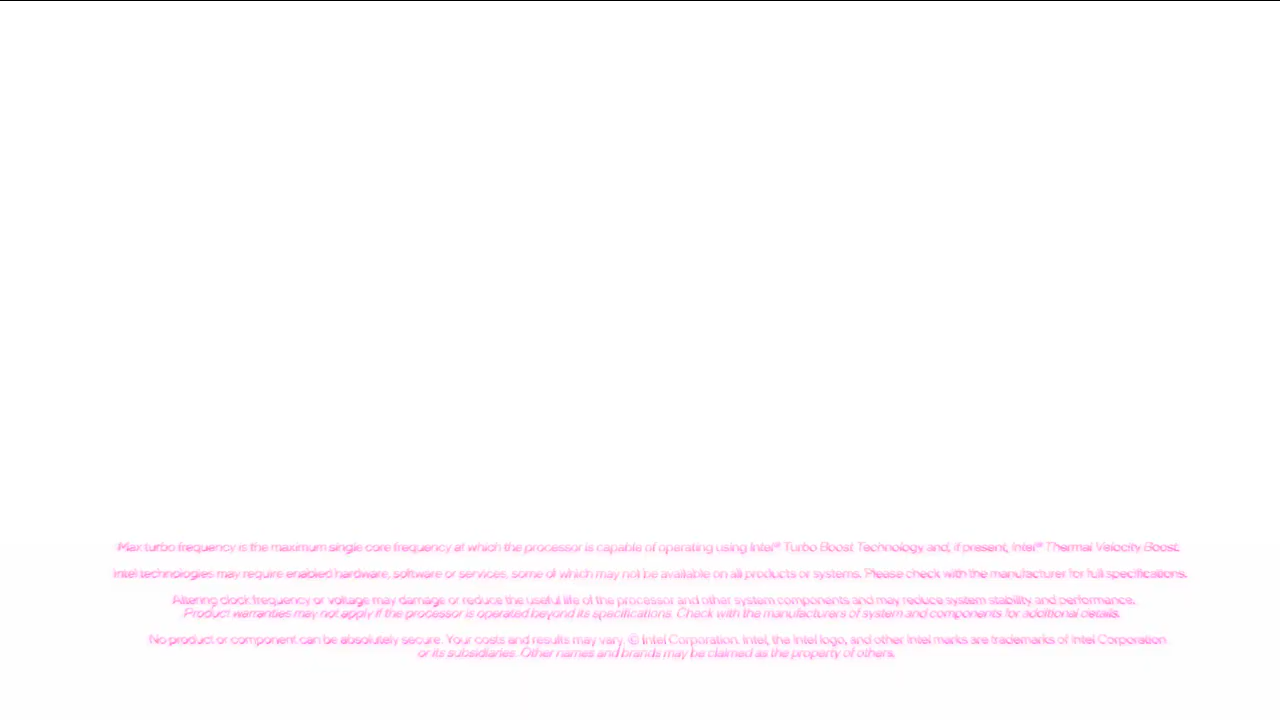 Max turbo frequency is the maximum single core frequency at which the processor is capable of operating using Intel® Turbo Boost Technology and, if present, Intel® Thermal Velocity Boost.
Intel technologies may require enabled hardware, software or services, some of which may not be available on all products or systems. Please check with the manufacturer for full specifications.
Altering clock frequency or voltage may damage or reduce the useful life of the processor and other system components and may reduce system stability and performance.
Product warranties may not apply if the processor is operated beyond its specifications. Check with the manufacturers of system and components for additional details.
No product or component can be absolutely secure. Your costs and results may vary. © Intel Corporation. Intel, the Intel logo, and other Intel marks are trademarks of Intel Corporation
or its subsidiaries. Other names and brands may be claimed as the property of others.